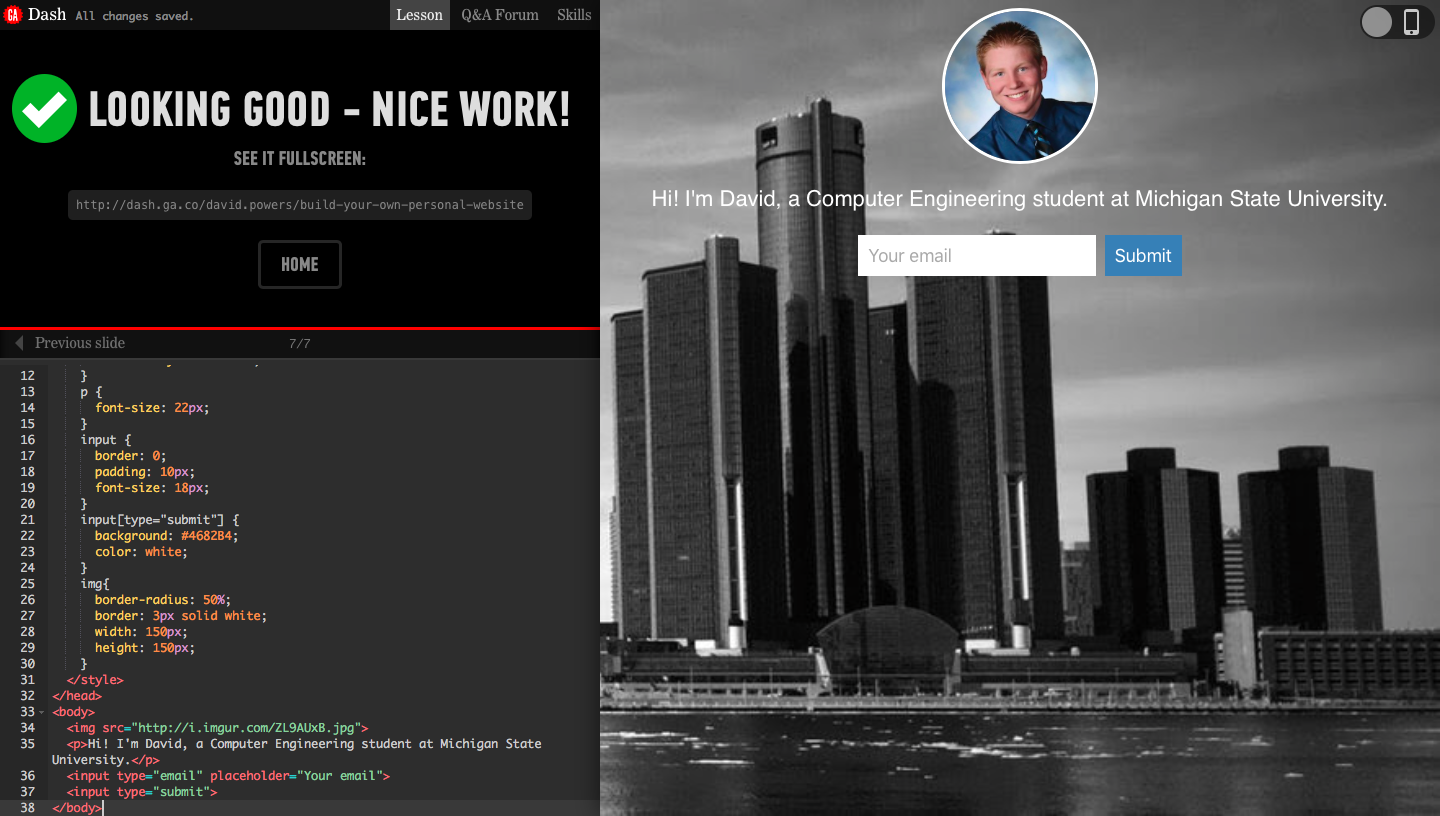 GA Dash All changes saved. Lesson Q&A Forum Skills
LOOKING GOOD - NICE WORK!
SEE IT FULLSCREEN:
http://dash.ga.co/david.powers/build-your-own-personal-website
HOME
Previous slide 7/7
12 }
13 p {
14 font-size: 22px;
15 }
16 input {
17 border: 0;
18 padding: 10px;
19 font-size: 18px;
20 }
21 input[type="submit"] {
22 background: #4682B4;
23 color: white;
24 }
25 img{
26 border-radius: 50%;
27 border: 3px solid white;
28 width: 150px;
29 height: 150px;
30 }
31 </style>
32 </head>
33 <body>
34 <img src="http://i.imgur.com/ZL9AUxB.jpg">
35 <p>Hi! I'm David, a Computer Engineering student at Michigan State
University.</p>
36 <input type="email" placeholder="Your email">
37 <input type="submit">
38 </body>
Hi! I'm David, a Computer Engineering student at Michigan State University.
Your email Submit